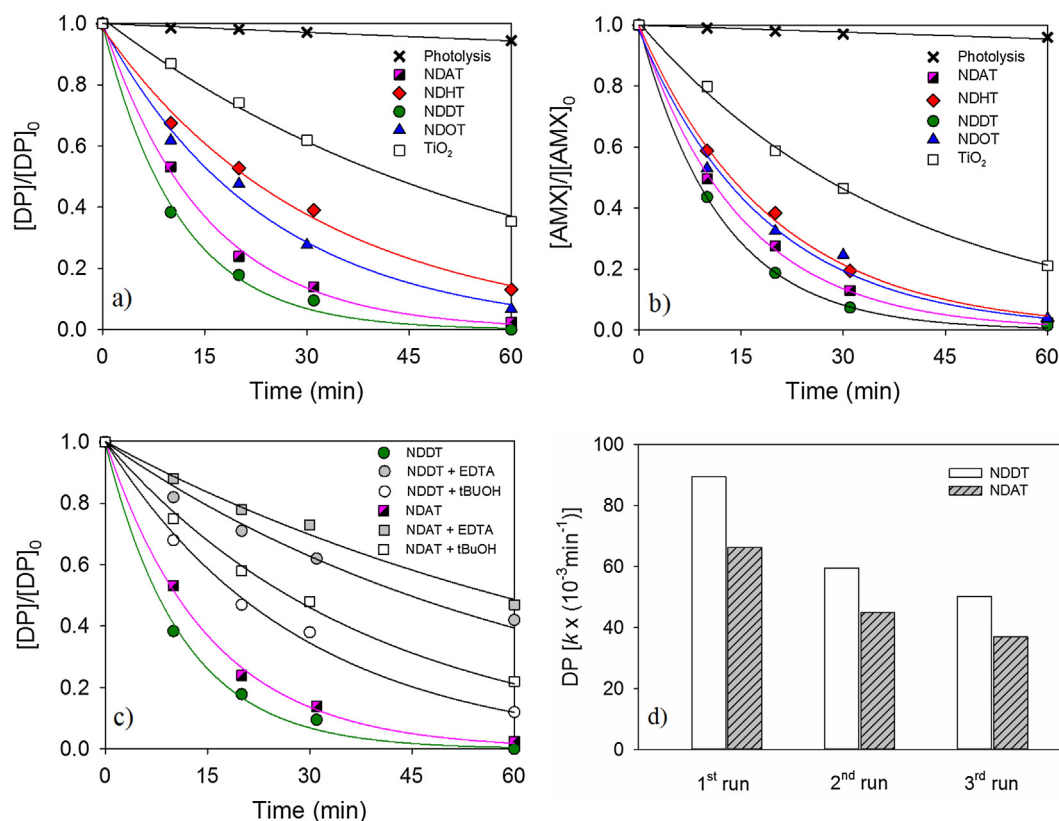 [DP]/[DP]0
1.0
0.8
0.6
0.4
0.2
0.0
Photolysis
NDAT
NDHT
NDDT
NDOT
TiO2
a)
0
15
30
45
60
Time (min)
[AMX]/][AMX]0
1.0
0.8
0.6
0.4
0.2
0.0
Photolysis
NDAT
NDHT
NDDT
NDOT
TiO2
b)
0
15
30
45
60
Time (min)
[DP]/[DP]0
1.0
0.8
0.6
0.4
0.2
0.0
NDDT
NDDT + EDTA
NDDT + tBUOH
NDAT
NDAT + EDTA
NDAT + tBuOH
c)
0
15
30
45
60
Time (min)
DP [k x (10-3min-1)]
100
80
60
40
20
0
NDDT
NDAT
d)
1st run
2nd run
3rd run